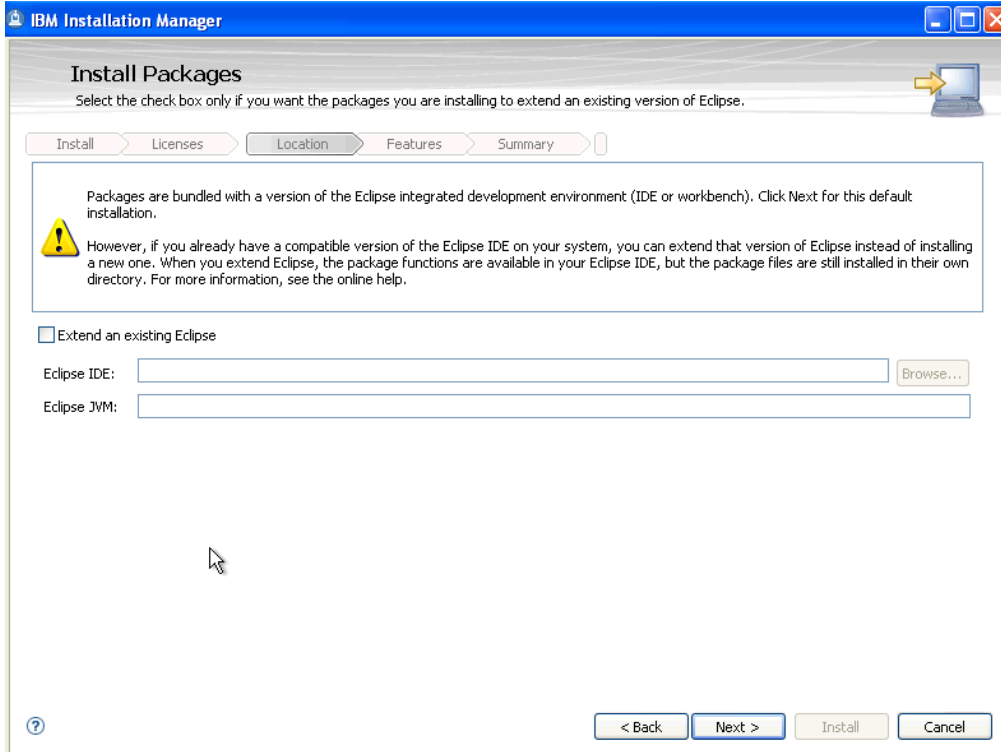 IBM Installation Manager
Install Packages
Select the check box only if you want the packages you are installing to extend an existing version of Eclipse.
Install Licenses Location Features Summary
Packages are bundled with a version of the Eclipse integrated development environment (IDE or workbench). Click Next for this default
installation.
However, if you already have a compatible version of the Eclipse IDE on your system, you can extend that version of Eclipse instead of installing
a new one. When you extend Eclipse, the package functions are available in your Eclipse IDE, but the package files are still installed in their own
directory. For more information, see the online help.
Extend an existing Eclipse
Eclipse IDE: Browse...
Eclipse JVM:
? < Back Next > Install Cancel